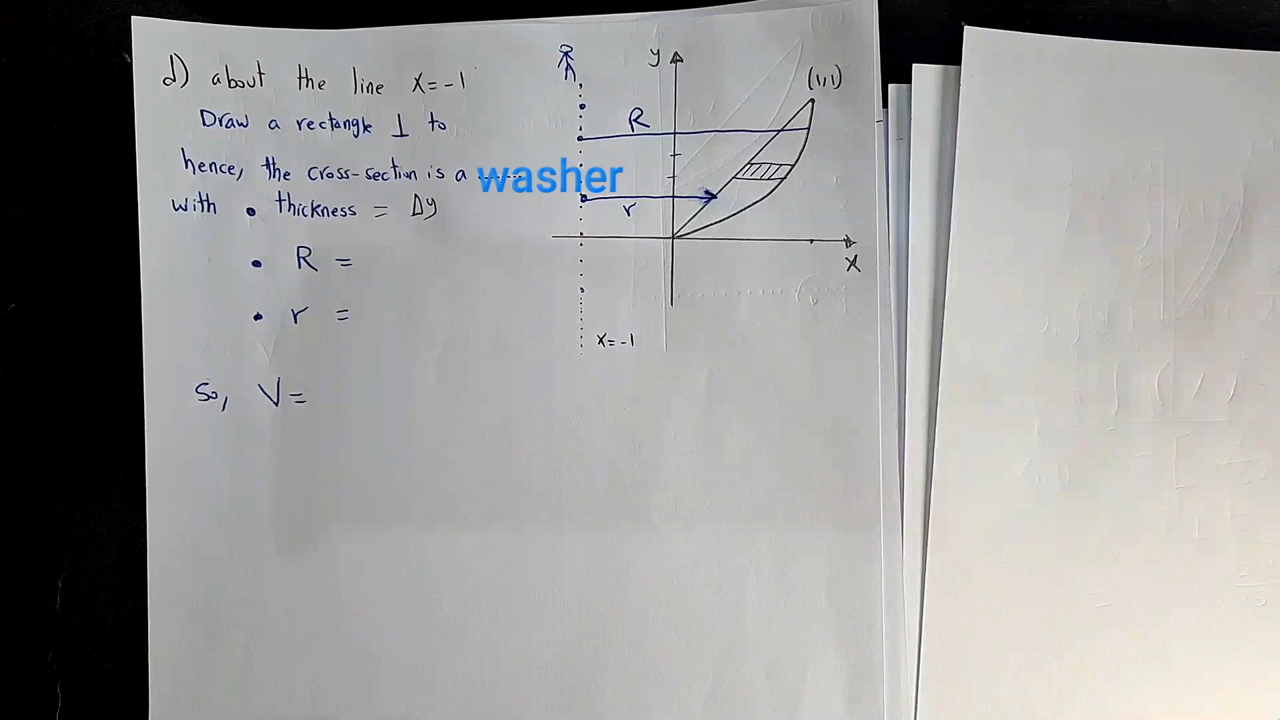 d) about the line x=-1
Draw a rectangle ⊥ to
hence, the cross-section is a washer
with • thickness = Δy
• R =
• r =
So, V=
y
(1,1)
R
r
x
x=-1